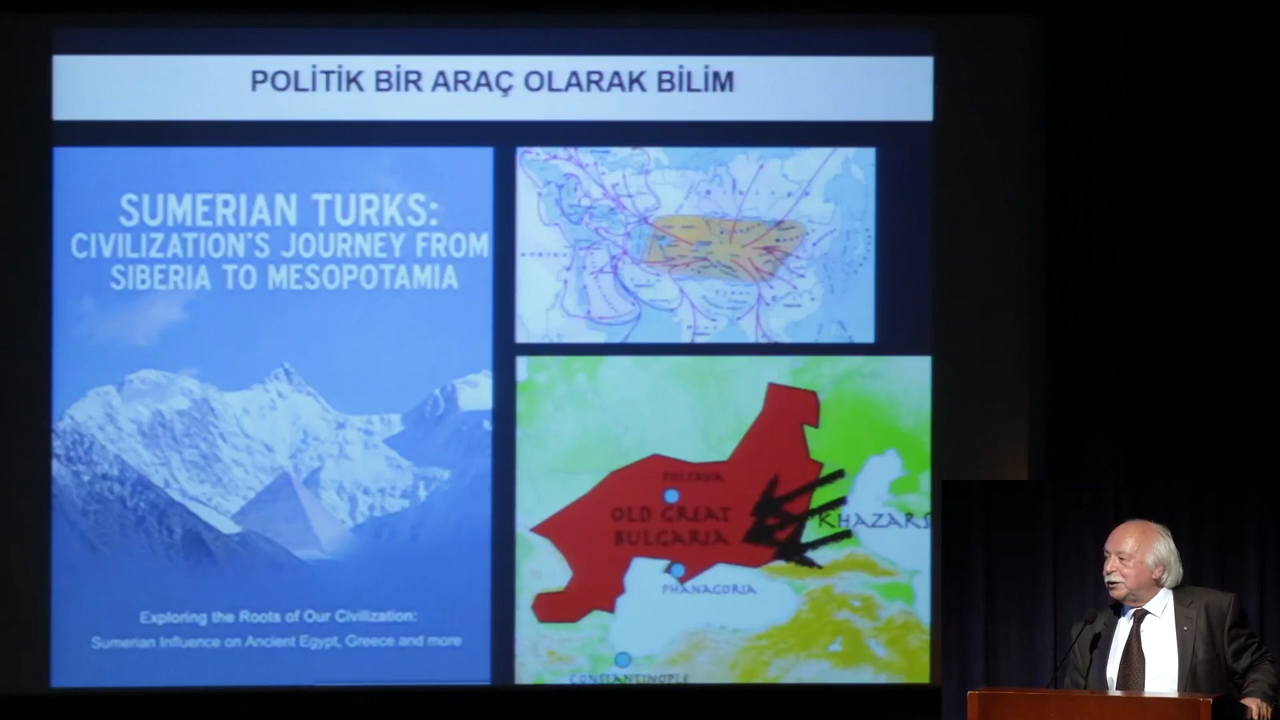 POLİTİK BİR ARAÇ OLARAK BİLİM
SUMERIAN TURKS:
CIVILIZATION'S JOURNEY FROM
SIBERIA TO MESOPOTAMIA
Exploring the Roots of Our Civilization:
Sumerian Influence on Ancient Egypt, Greece and more
POLTAWA
OLD GREAT
BULGARIA
KHAZARS
PHANAGORIA
CONSTANTINOPLE